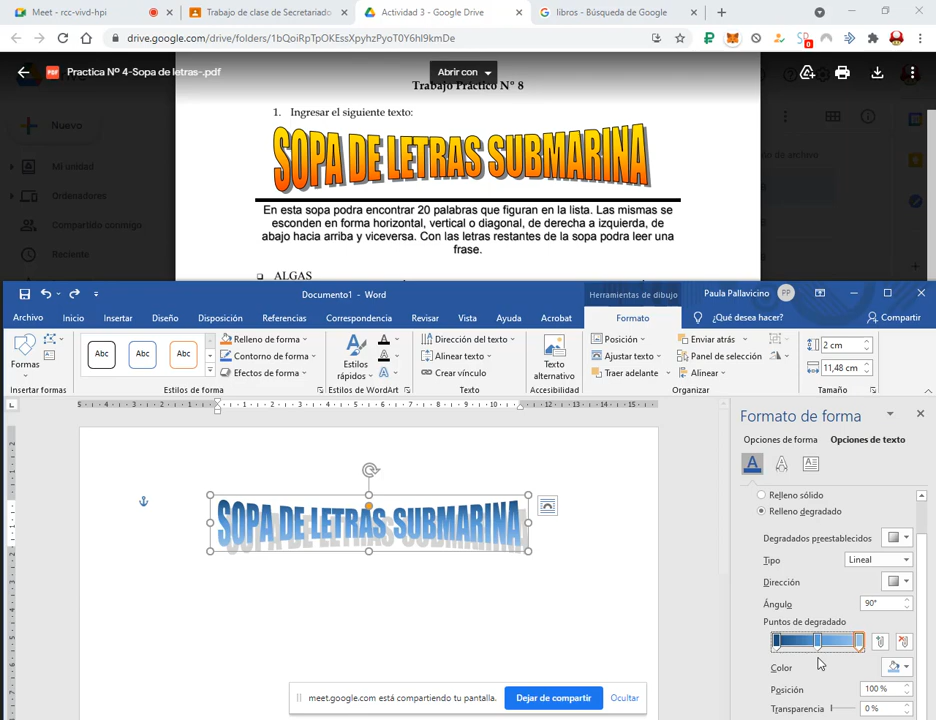 Meet - rcc-vivd-hpi
Trabajo de clase de Secretariado
Actividad 3 - Google Drive
libros - Búsqueda de Google
drive.google.com/drive/folders/1bQoiRpTpOKEssXpyhzPyoT0Y6hl9kmDe
Practica Nº 4-Sopa de letras-.pdf
Abrir con
Nuevo
Mi unidad
Ordenadores
Compartido conmigo
Reciente
de archivo
Trabajo Práctico Nº 8
1. Ingresar el siguiente texto:
SOPA DE LETRAS SUBMARINA
En esta sopa podra encontrar 20 palabras que figuran en la lista. Las mismas se
esconden en forma horizontal, vertical o diagonal, de derecha a izquierda, de
abajo hacia arriba y viceversa. Con las letras restantes de la sopa podra leer una
frase.
ALGAS
Documento1 - Word
Herramientas de dibujo
Paula Pallavicino
PP
Archivo
Inicio
Insertar
Diseño
Disposición
Referencias
Correspondencia
Revisar
Vista
Ayuda
Acrobat
Formato
¿Qué desea hacer?
Compartir
Formas
Insertar formas
Abc
Abc
Abc
Relleno de forma
Contorno de forma
Efectos de forma
Estilos de forma
Estilos
rápidos
Estilos de WordArt
Dirección del texto
Alinear texto
Crear vínculo
Texto
Texto
alternativo
Accesibilidad
Posición
Ajustar texto
Traer adelante
Enviar atrás
Panel de selección
Alinear
Organizar
2 cm
11,48 cm
Tamaño
SOPA DE LETRAS SUBMARINA
Formato de forma
Opciones de forma
Opciones de texto
Relleno sólido
Relleno degradado
Degradados preestablecidos
Tipo
Lineal
Dirección
Ángulo
90°
Puntos de degradado
Color
Posición
100 %
Transparencia
0 %
meet.google.com está compartiendo tu pantalla.
Dejar de compartir
Ocultar